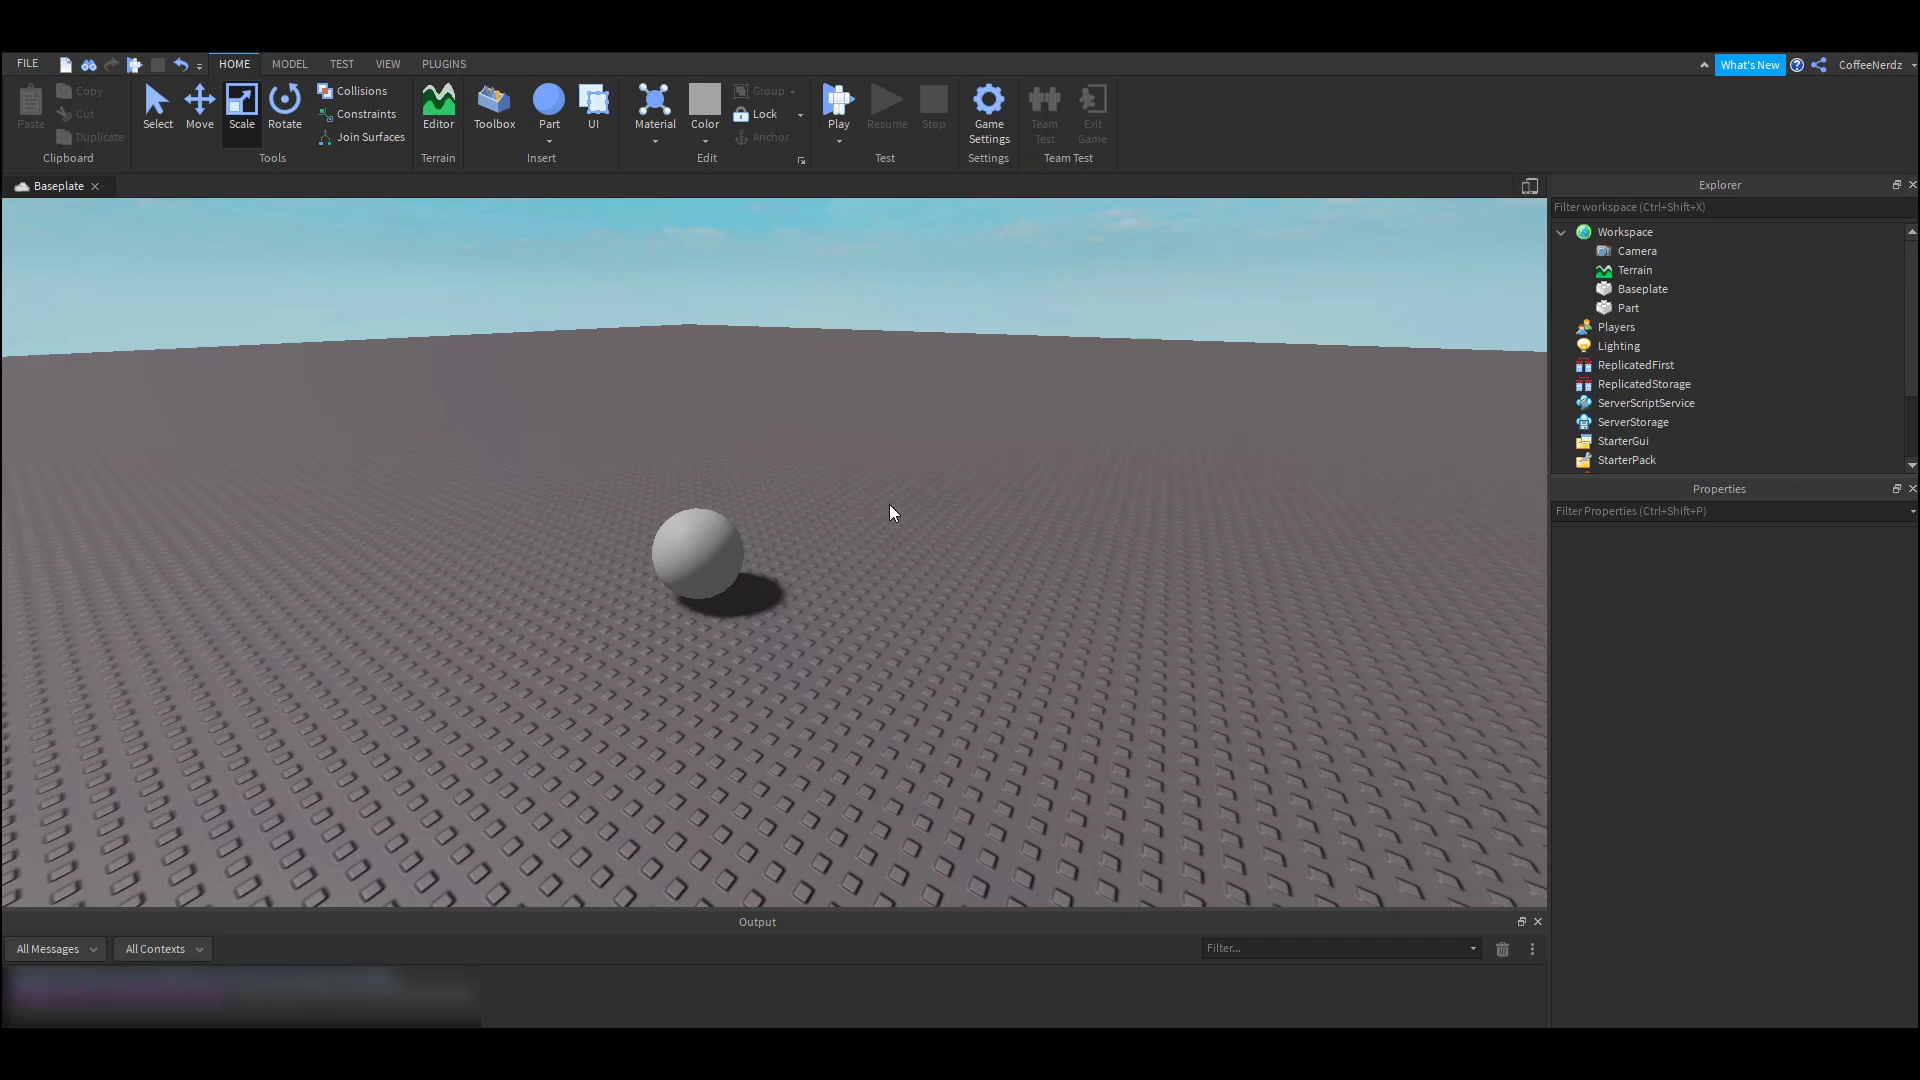 FILE HOME MODEL TEST VIEW PLUGINS What's New CoffeeNerdz
Paste Copy Cut Duplicate
Clipboard
Select Move Scale Rotate
Collisions
Constraints
Join Surfaces
Tools
Editor
Terrain
Toolbox Part UI
Insert
Material Color
Group
Lock
Anchor
Edit
Play Resume Stop
Test
Game
Settings
Settings
Team
Test
Exit
Game
Team Test
Baseplate
Explorer
Filter workspace (Ctrl+Shift+X)
Workspace
Camera
Terrain
Baseplate
Part
Players
Lighting
ReplicatedFirst
ReplicatedStorage
ServerScriptService
ServerStorage
StarterGui
StarterPack
Properties
Filter Properties (Ctrl+Shift+P)
Output
All Messages All Contexts Filter...